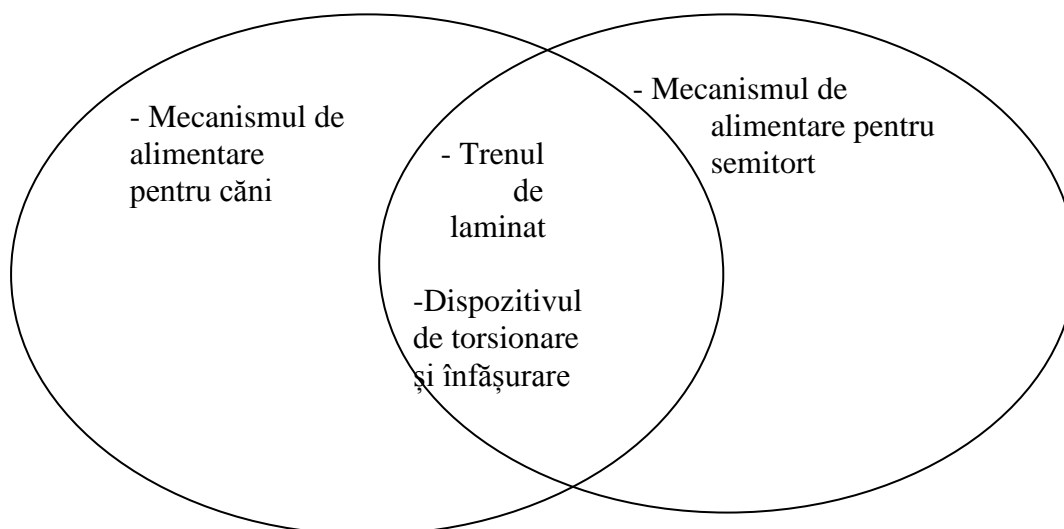 - Mecanismul de
alimentare
pentru căni
- Trenul
de
laminat
-Dispozitivul
de torsionare
și înfășurare
- Mecanismul de
alimentare pentru
semitort